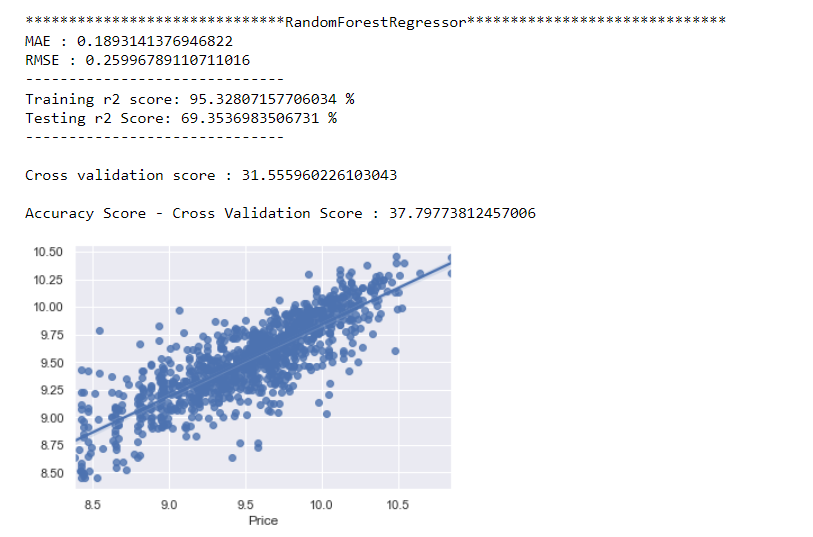 ******************************RandomForestRegressor******************************
MAE : 0.1893141376946822
RMSE : 0.25996789110711016
------------------------------
Training r2 score: 95.32807157706034 %
Testing r2 Score: 69.3536983506731 %
------------------------------
Cross validation score : 31.555960226103043
Accuracy Score - Cross Validation Score : 37.79773812457006
10.50
10.25
10.00
9.75
9.50
9.25
9.00
8.75
8.50
8.5 9.0 9.5 10.0 10.5
Price